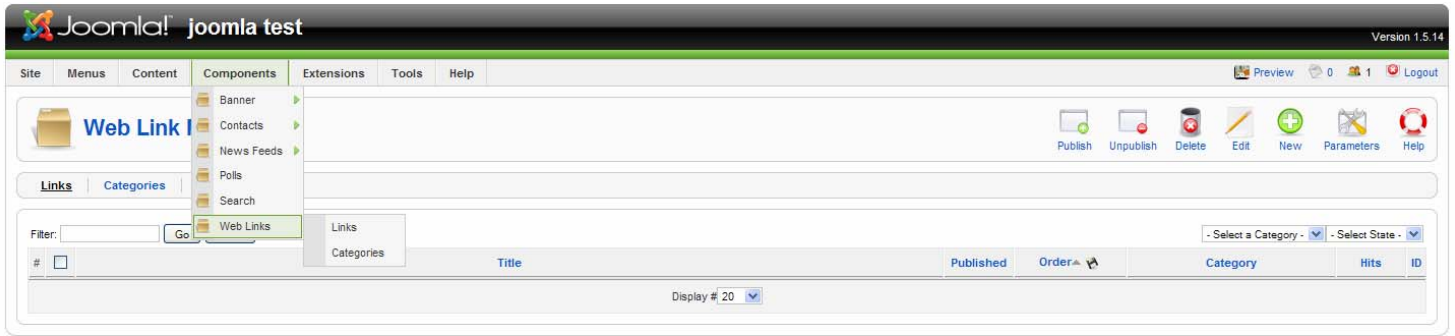 Joomla! joomla test
Version 1.5.14
Site Menus Content Components Extensions Tools Help Preview 0 1 Logout
Banner
Contacts
News Feeds
Polls
Search
Web Links
Links
Categories
Web Link
Publish Unpublish Delete Edit New Parameters Help
Links Categories
Filter: Go - Select a Category - - Select State -
# Title Published Order Category Hits ID
Display # 20